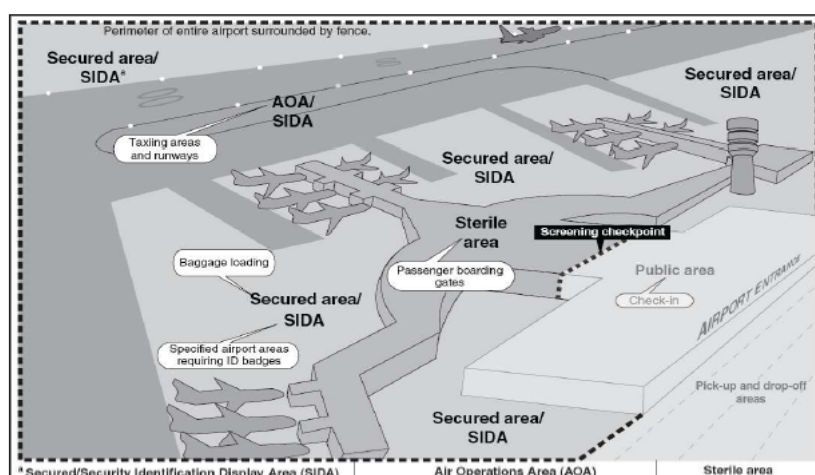 Perimeter of entire airport surrounded by fence.
Secured area/
SIDAa
AOA/
SIDA
Taxiing areas
and runways
Secured area/
SIDA
Secured area/
SIDA
Sterile
area
Screening checkpoint
Passenger boarding
gates
Public area
Check-in
AIRPORT ENTRANCE
Baggage loading
Secured area/
SIDA
Specified airport areas
requiring ID badges
Pick-up and drop-off
areas
Secured area/
SIDA
a Secured/Security Identification Display Area (SIDA)
Air Operations Area (AOA)
Sterile area